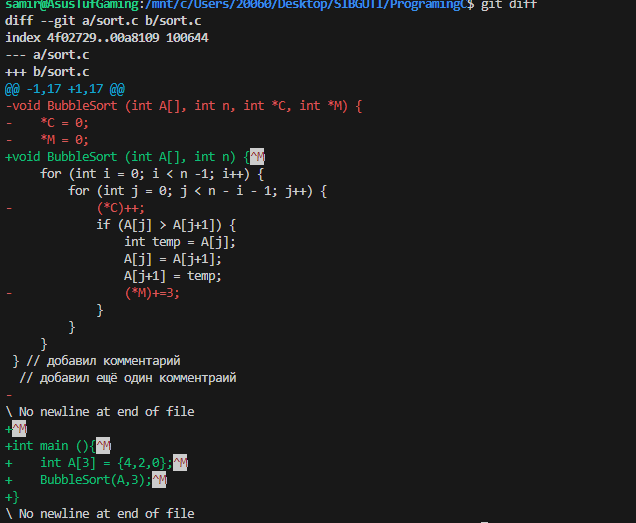 samir@AsusTufGaming:/mnt/c/Users/20060/Desktop/SIBGUTI/ProgramingC$ git diff
diff --git a/sort.c b/sort.c
index 4f02729..00a8109 100644
--- a/sort.c
+++ b/sort.c
@@ -1,17 +1,17 @@
-void BubbleSort (int A[], int n, int *C, int *M) {
-    *C = 0;
-    *M = 0;
+void BubbleSort (int A[], int n) {^M
     for (int i = 0; i < n -1; i++) {
         for (int j = 0; j < n - i - 1; j++) {
-            (*C)++;
             if (A[j] > A[j+1]) {
                 int temp = A[j];
                 A[j] = A[j+1];
                 A[j+1] = temp;
-                (*M)+=3;
             }
         }
     }
 } // добавил комментарий
  // добавил ещё один комментраий
-
\ No newline at end of file
+^M
+int main (){^M
+    int A[3] = {4,2,0};^M
+    BubbleSort(A,3);^M
+}
\ No newline at end of file